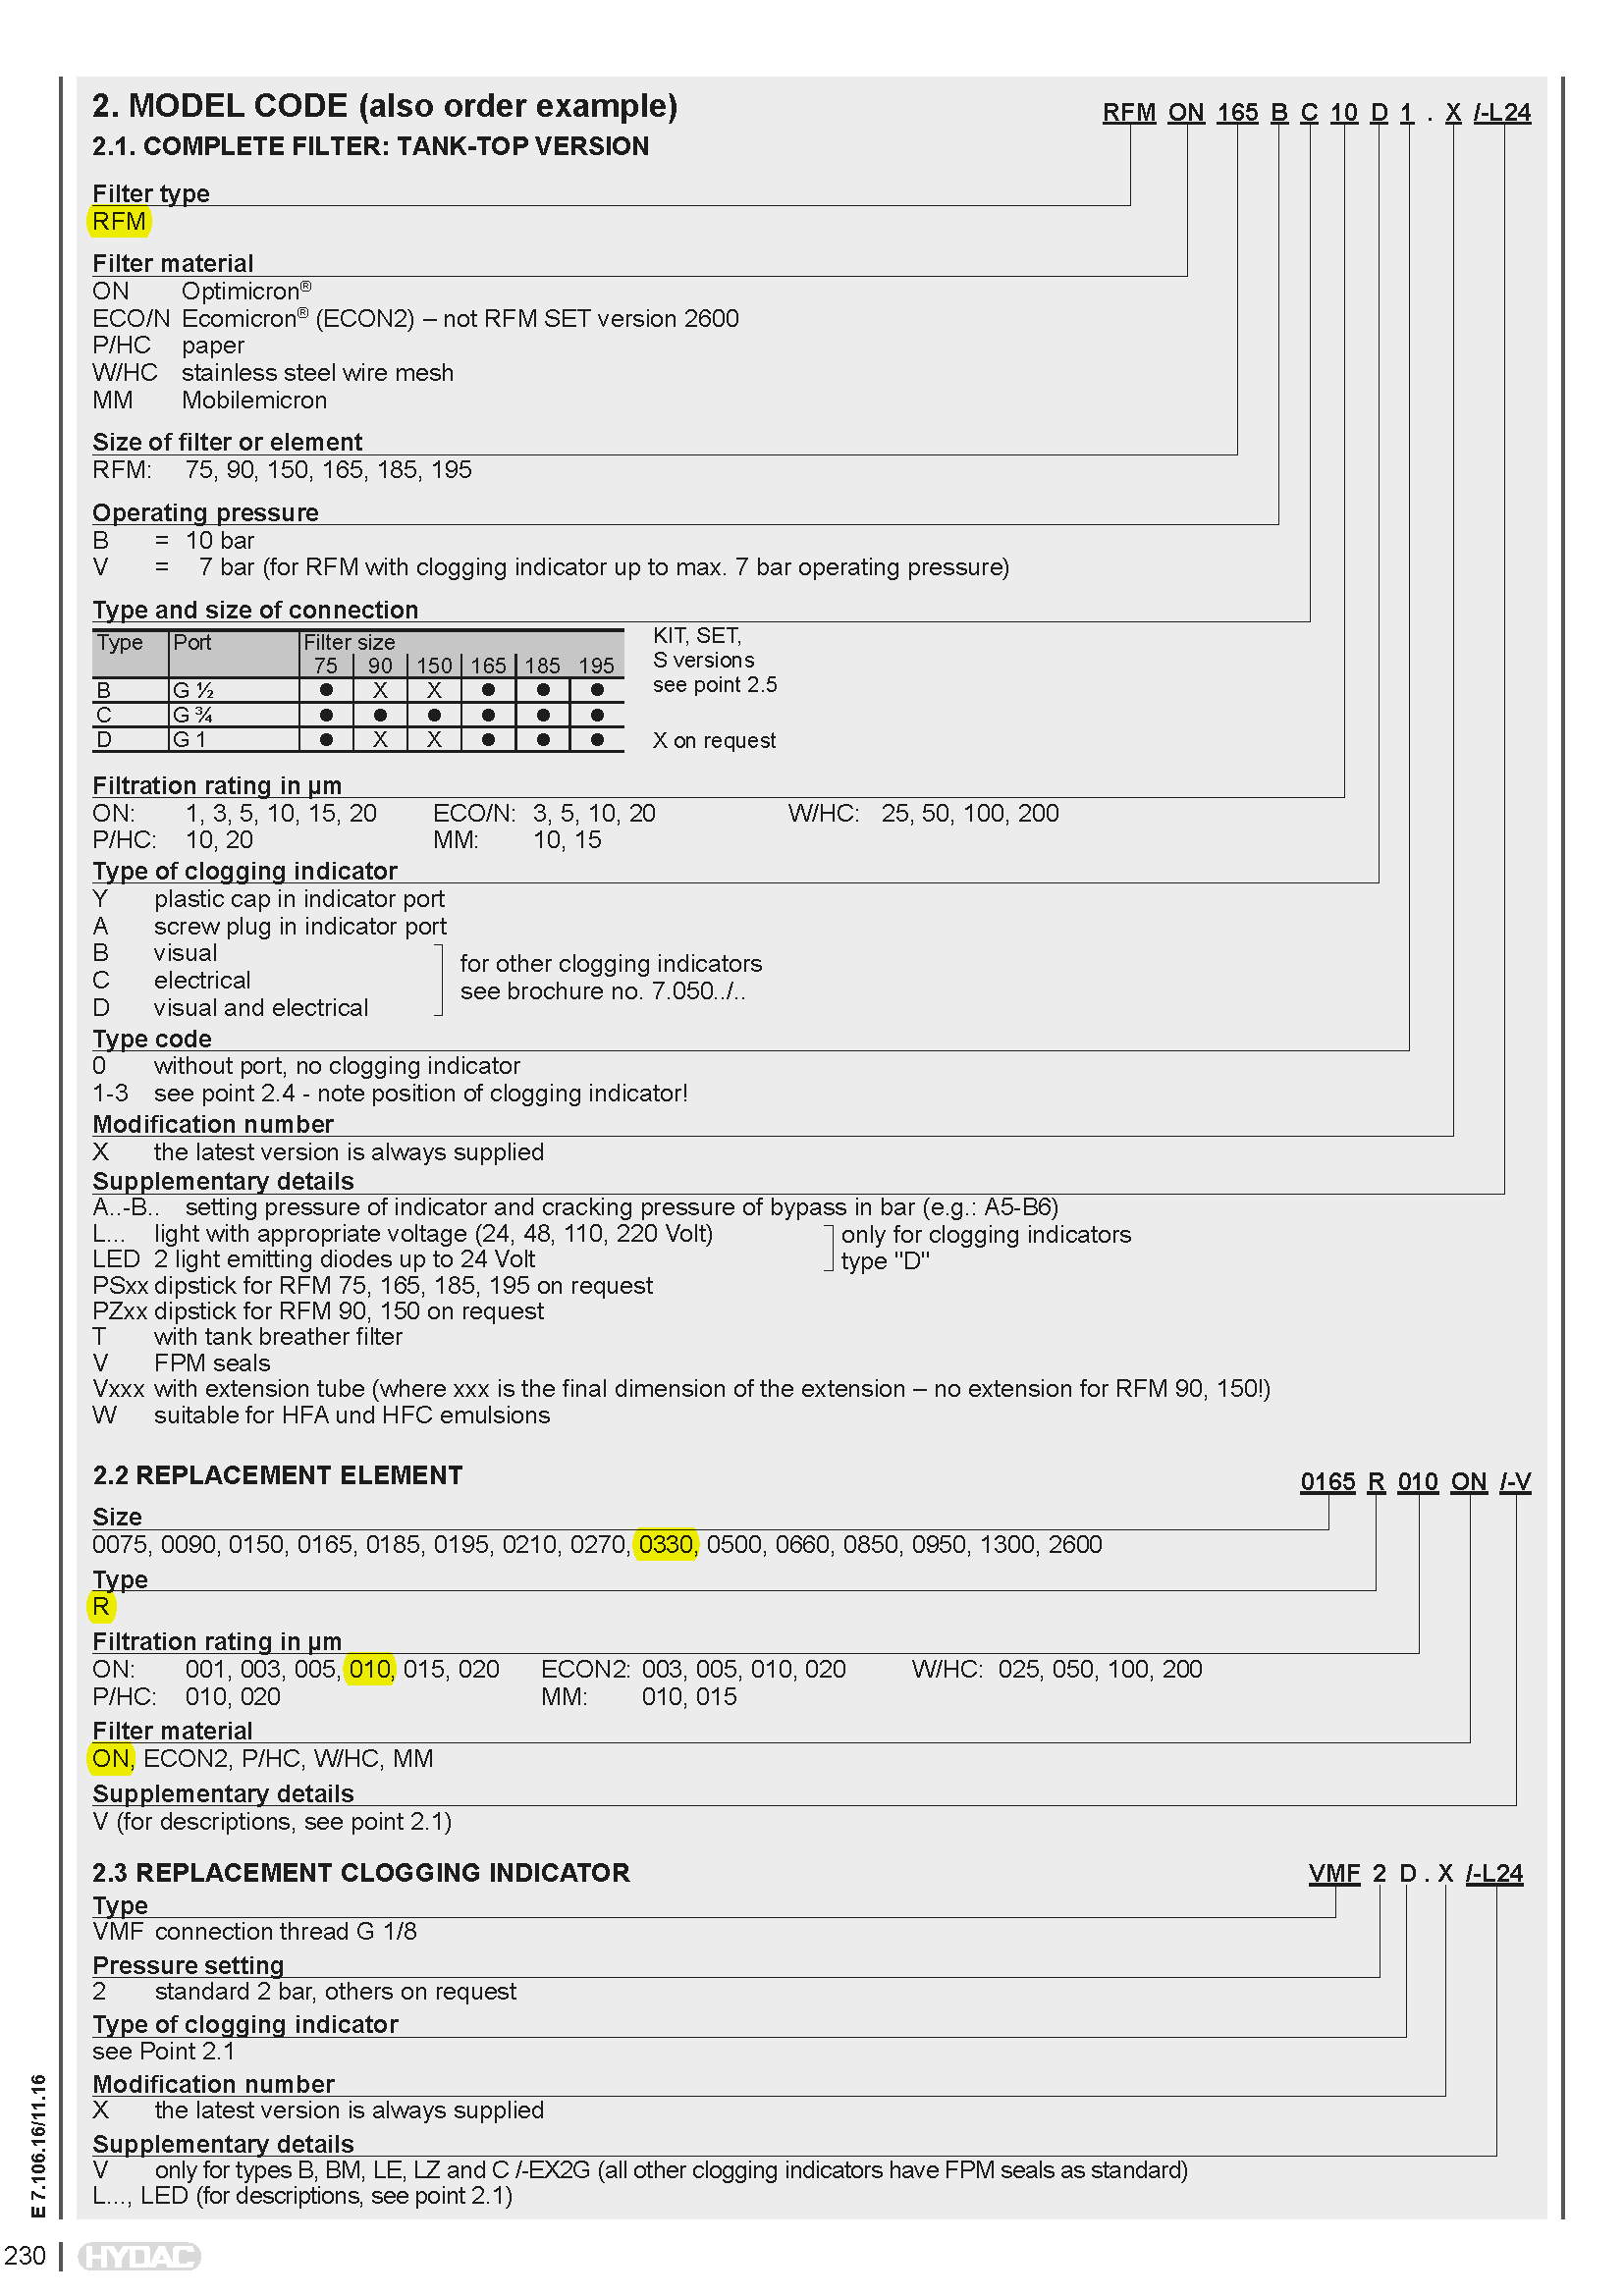 2. MODEL CODE (also order example)
RFM ON 165 B C 10 D 1 . X /-L24
2.1. COMPLETE FILTER: TANK-TOP VERSION
Filter type
RFM
Filter material
ON Optimicron®
ECO/N Ecomicron® (ECON2) – not RFM SET version 2600
P/HC paper
W/HC stainless steel wire mesh
MM Mobilemicron
Size of filter or element
RFM: 75, 90, 150, 165, 185, 195
Operating pressure
B = 10 bar
V = 7 bar (for RFM with clogging indicator up to max. 7 bar operating pressure)
Type and size of connection
Type Port Filter size
75 90 150 165 185 195
B G ½ ● X X ● ● ●
C G ¾ ● ● ● ● ● ●
D G 1 ● X X ● ● ●
KIT, SET,
S versions
see point 2.5
X on request
Filtration rating in µm
ON: 1, 3, 5, 10, 15, 20 ECO/N: 3, 5, 10, 20 W/HC: 25, 50, 100, 200
P/HC: 10, 20 MM: 10, 15
Type of clogging indicator
Y plastic cap in indicator port
A screw plug in indicator port
B visual
C electrical
D visual and electrical
for other clogging indicators
see brochure no. 7.050../..
Type code
0 without port, no clogging indicator
1-3 see point 2.4 - note position of clogging indicator!
Modification number
X the latest version is always supplied
Supplementary details
A..-B.. setting pressure of indicator and cracking pressure of bypass in bar (e.g.: A5-B6)
L... light with appropriate voltage (24, 48, 110, 220 Volt)
LED 2 light emitting diodes up to 24 Volt
only for clogging indicators
type "D"
PSxx dipstick for RFM 75, 165, 185, 195 on request
PZxx dipstick for RFM 90, 150 on request
T with tank breather filter
V FPM seals
Vxxx with extension tube (where xxx is the final dimension of the extension – no extension for RFM 90, 150!)
W suitable for HFA und HFC emulsions
2.2 REPLACEMENT ELEMENT
0165 R 010 ON /-V
Size
0075, 0090, 0150, 0165, 0185, 0195, 0210, 0270, 0330, 0500, 0660, 0850, 0950, 1300, 2600
Type
R
Filtration rating in µm
ON: 001, 003, 005, 010, 015, 020 ECON2: 003, 005, 010, 020 W/HC: 025, 050, 100, 200
P/HC: 010, 020 MM: 010, 015
Filter material
ON, ECON2, P/HC, W/HC, MM
Supplementary details
V (for descriptions, see point 2.1)
2.3 REPLACEMENT CLOGGING INDICATOR
VMF 2 D . X /-L24
Type
VMF connection thread G 1/8
Pressure setting
2 standard 2 bar, others on request
Type of clogging indicator
see Point 2.1
Modification number
X the latest version is always supplied
Supplementary details
V only for types B, BM, LE, LZ and C /-EX2G (all other clogging indicators have FPM seals as standard)
L..., LED (for descriptions, see point 2.1)
E 7.106.16/11.16
230 HYDAC